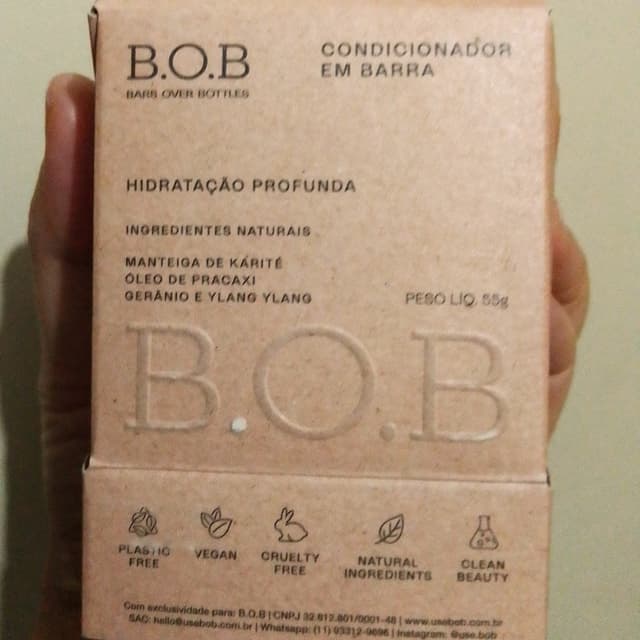 B.O.B
BARS OVER BOTTLES
CONDICIONADOR
EM BARRA
HIDRATAÇÃO PROFUNDA
INGREDIENTES NATURAIS
MANTEIGA DE KARITÉ
ÓLEO DE PRACAXI
GERÂNIO E YLANG YLANG
PESO LÍQ. 55g
B.O.B
PLASTIC
FREE
VEGAN
CRUELTY
FREE
NATURAL
INGREDIENTS
CLEAN
BEAUTY
Com exclusividade para: B.O.B | CNPJ 32.612.801/0001-48 | www.usebob.com.br
SAC: hello@usebob.com.br | Whatsapp: (11) 93312-9696 | Instagram: @use.bob